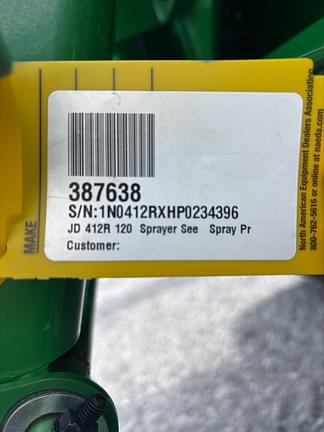 387638
S/N:1N0412RXHP0234396
JD 412R 120 Sprayer See Spray Pr
Customer:
MAKE
North American Equipment Dealers Association
800-762-5616 or online at naeda.com